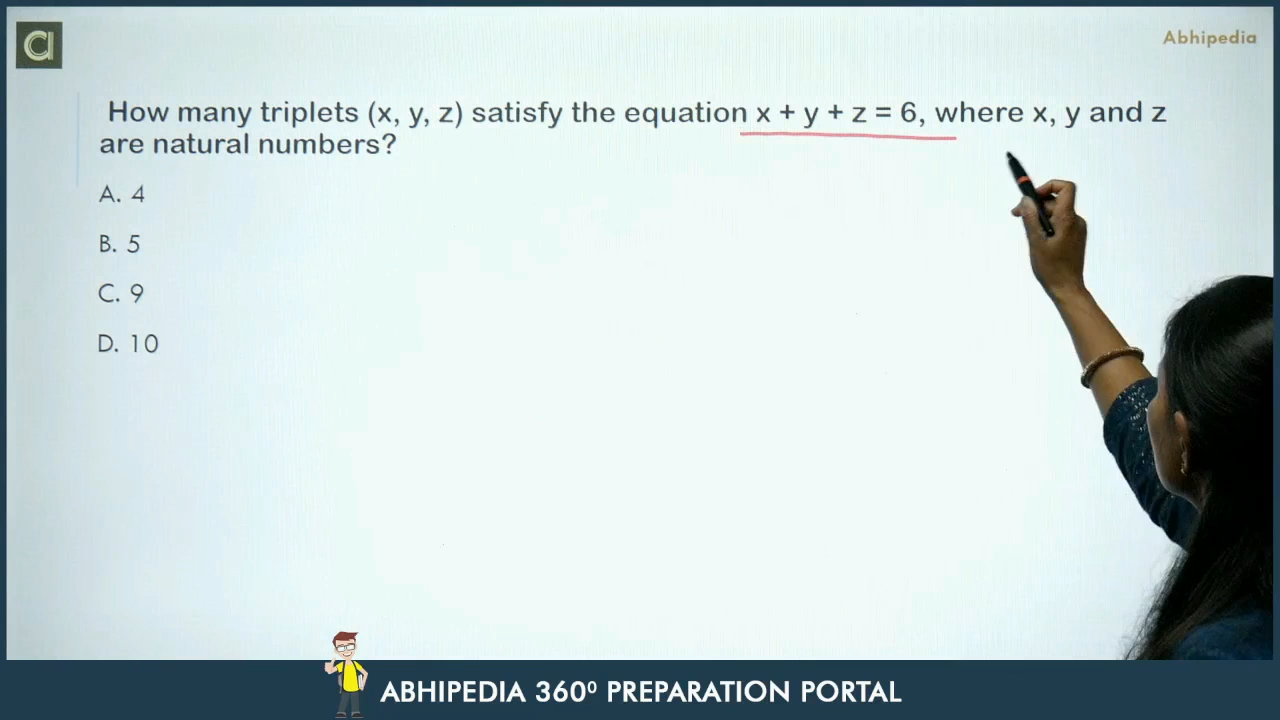 Abhipedia
How many triplets (x, y, z) satisfy the equation x + y + z = 6, where x, y and z
are natural numbers?
A. 4
B. 5
C. 9
D. 10
ABHIPEDIA 360⁰ PREPARATION PORTAL